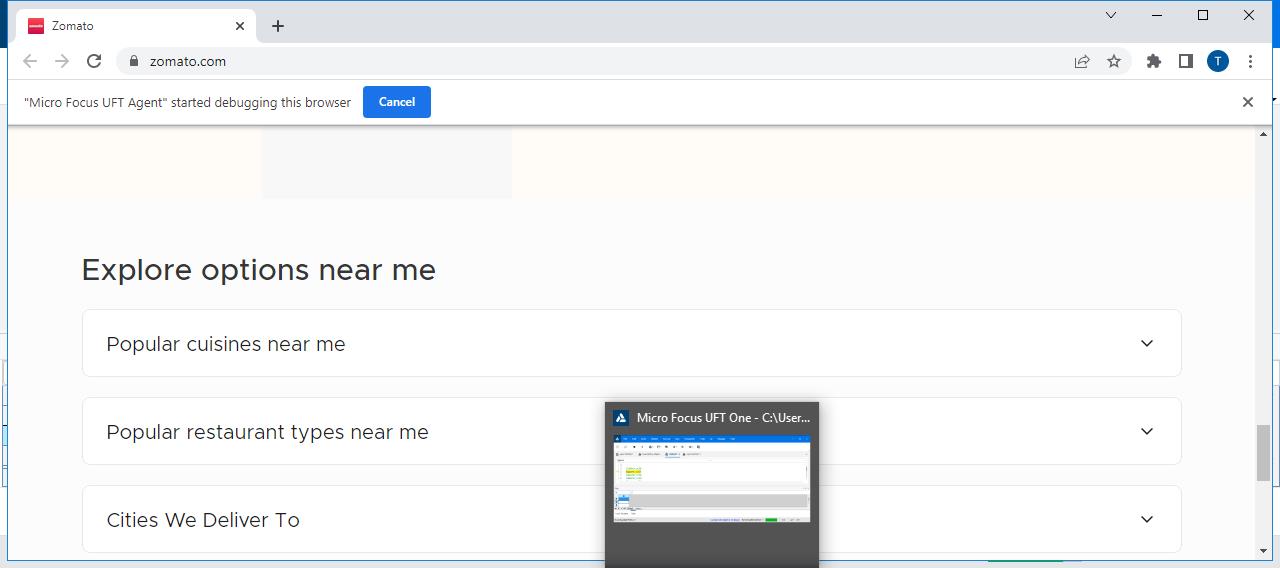 Zomato
zomato.com
T
"Micro Focus UFT Agent" started debugging this browser
Cancel
Explore options near me
Popular cuisines near me
Popular restaurant types near me
Micro Focus UFT One - C:\User...
Cities We Deliver To